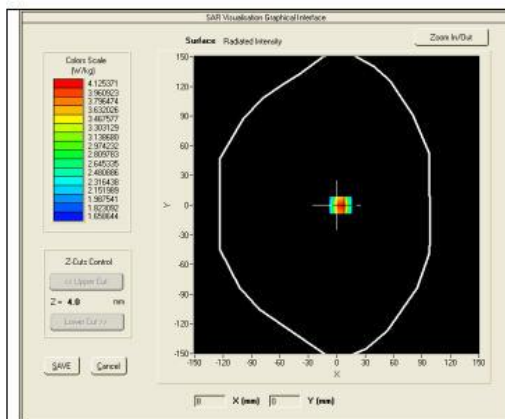 SAR Visualisation Graphical Interface
Surface Radiated Intensity
Zoom In/Out
Colors Scale
(W/kg)
4.125371
3.960923
3.796474
3.632026
3.467577
3.303129
3.138680
2.974232
2.809783
2.645335
2.480886
2.316438
2.151989
1.987541
1.823092
1.658644
Z-Cuts Control
<< Upper Cut
Z = 4.0 mm
Lower Cut >>
SAVE
Cancel
150
120
90
60
30
0
-30
-60
-90
-120
-150
Y
-150 -120 -90 -60 -30 0 30 60 90 120 150
X
8 X (mm) 0 Y (mm)